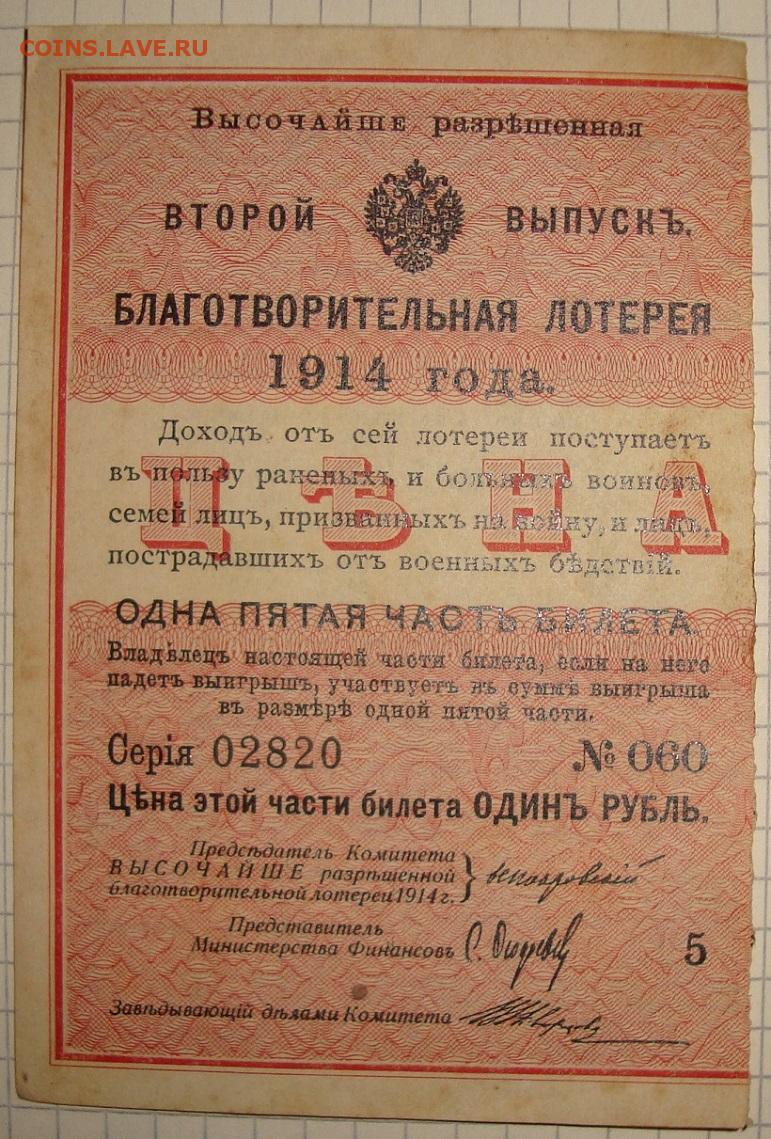 COINS.LAVE.RU
Высочайше разрѣшенная
ВТОРОЙ ВЫПУСКЪ.
БЛАГОТВОРИТЕЛЬНАЯ ЛОТЕРЕЯ
1914 года.
ЦѢНА
Доходъ отъ сей лотереи поступаетъ
въ пользу раненыхъ и больныхъ воиновъ,
семей лицъ, призванныхъ на войну, и лицъ,
пострадавшихъ отъ военныхъ бѣдствій.
ОДНА ПЯТАЯ ЧАСТЬ БИЛЕТА.
Владѣлецъ настоящей части билета, если на него
падетъ выигрышъ, участвуетъ въ суммѣ выигрыша
въ размѣрѣ одной пятой части.
Серія 02820 № 060
Цѣна этой части билета ОДИНЪ РУБЛЬ.
Предсѣдатель Комитета
ВЫСОЧАЙШЕ разрѣшенной
благотворительной лотереи 1914 г.
Представитель
Министерства Финансовъ
5
Завѣдывающій дѣлами Комитета